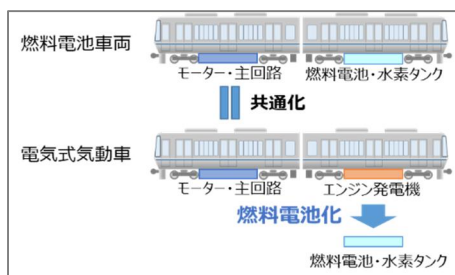 燃料電池車両
モーター・主回路
燃料電池・水素タンク
共通化
電気式気動車
モーター・主回路
エンジン発電機
燃料電池化
燃料電池・水素タンク